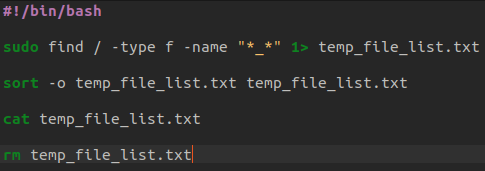 #!/bin/bash
sudo find / -type f -name "*_*" 1> temp_file_list.txt
sort -o temp_file_list.txt temp_file_list.txt
cat temp_file_list.txt
rm temp_file_list.txt